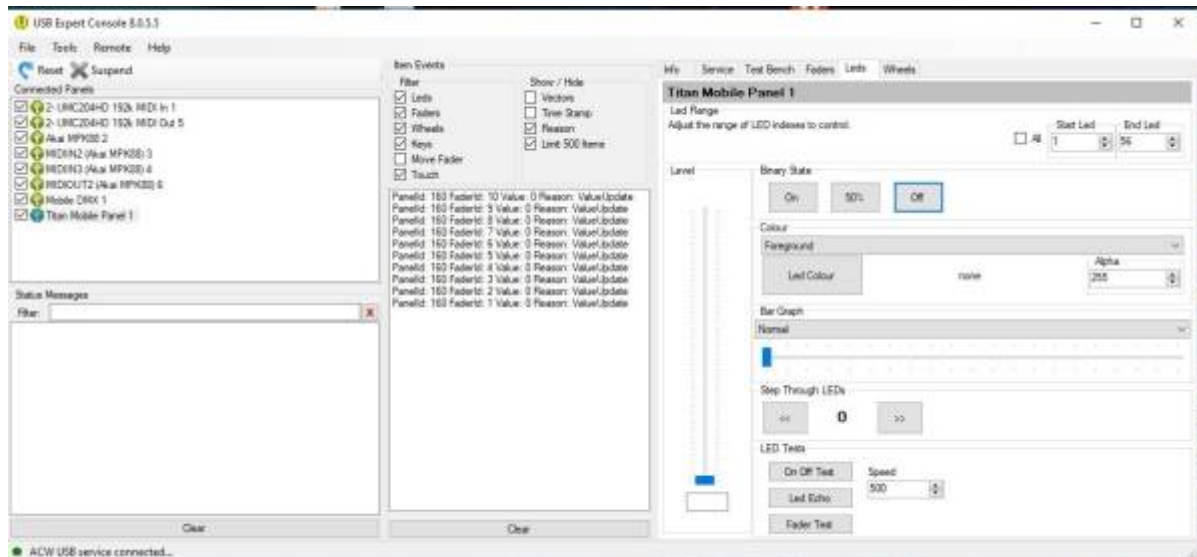 USB Expert Console 8.0.5.5
File Tools Remote Help
Reset Suspend
Connected Panels
2- UMC204HD 192k MIDI In 1
2- UMC204HD 192k MIDI Out 5
Akai MPK88 2
MIDIIN2 (Akai MPK88) 3
MIDIIN3 (Akai MPK88) 4
MIDIOUT2 (Akai MPK88) 6
Mobile DMX 1
Titan Mobile Panel 1
Status Messages
Filter: X
Clear
Item Events
Filter
Leds
Faders
Wheels
Keys
Move Fader
Touch
Show / Hide
Vectors
Time Stamp
Reason
Limit 500 Items
PanelId: 160 FaderId: 10 Value: 0 Reason: ValueUpdate
PanelId: 160 FaderId: 9 Value: 0 Reason: ValueUpdate
PanelId: 160 FaderId: 8 Value: 0 Reason: ValueUpdate
PanelId: 160 FaderId: 7 Value: 0 Reason: ValueUpdate
PanelId: 160 FaderId: 6 Value: 0 Reason: ValueUpdate
PanelId: 160 FaderId: 5 Value: 0 Reason: ValueUpdate
PanelId: 160 FaderId: 4 Value: 0 Reason: ValueUpdate
PanelId: 160 FaderId: 3 Value: 0 Reason: ValueUpdate
PanelId: 160 FaderId: 2 Value: 0 Reason: ValueUpdate
PanelId: 160 FaderId: 1 Value: 0 Reason: ValueUpdate
Clear
Info Service Test Bench Faders Leds Wheels
Titan Mobile Panel 1
Led Range
Adjust the range of LED indexes to control.
All
Start Led
1
End Led
56
Level
Binary State
On 50% Off
Colour
Foreground
Led Colour
none
Alpha
255
Bar Graph
Normal
Step Through LEDs
<< 0 >>
LED Tests
On Off Test
Led Echo
Fader Test
Speed
500
ACW USB service connected...